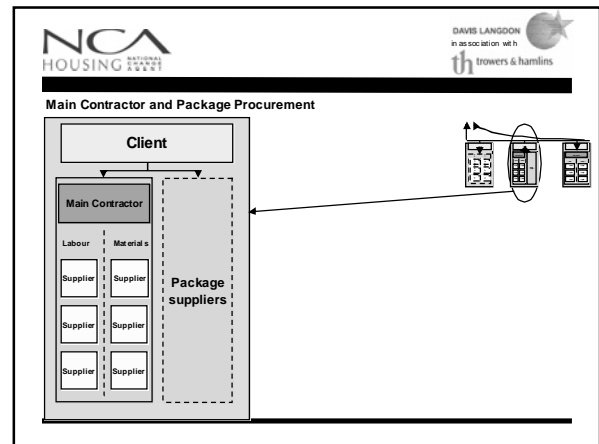 NCA
HOUSING NATIONAL CHANGE AGENT
DAVIS LANGDON
in association with
th trowers & hamlins
Main Contractor and Package Procurement
Client
Main Contractor
Labour Materials
Supplier Supplier
Package
suppliers
Supplier Supplier
Supplier Supplier